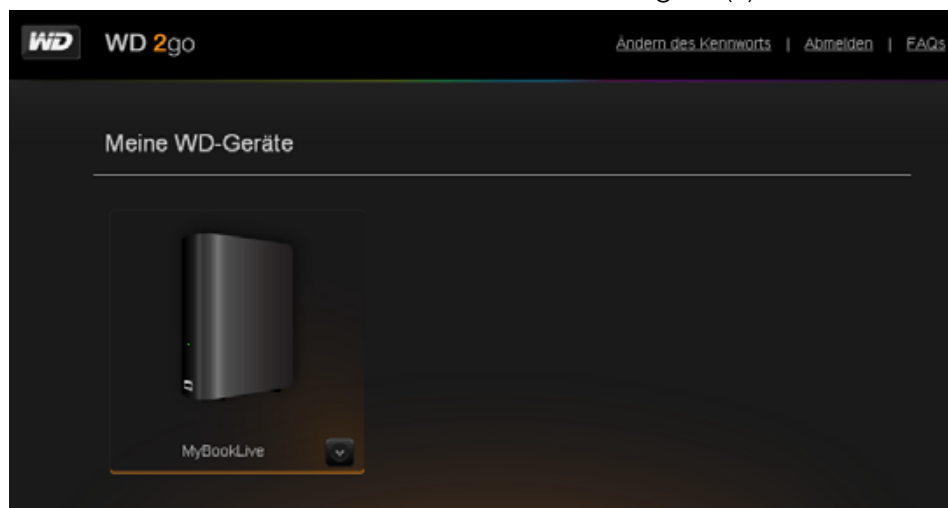 WD WD 2go Ändern des Kennworts | Abmelden | FAQs
Meine WD-Geräte
MyBookLive